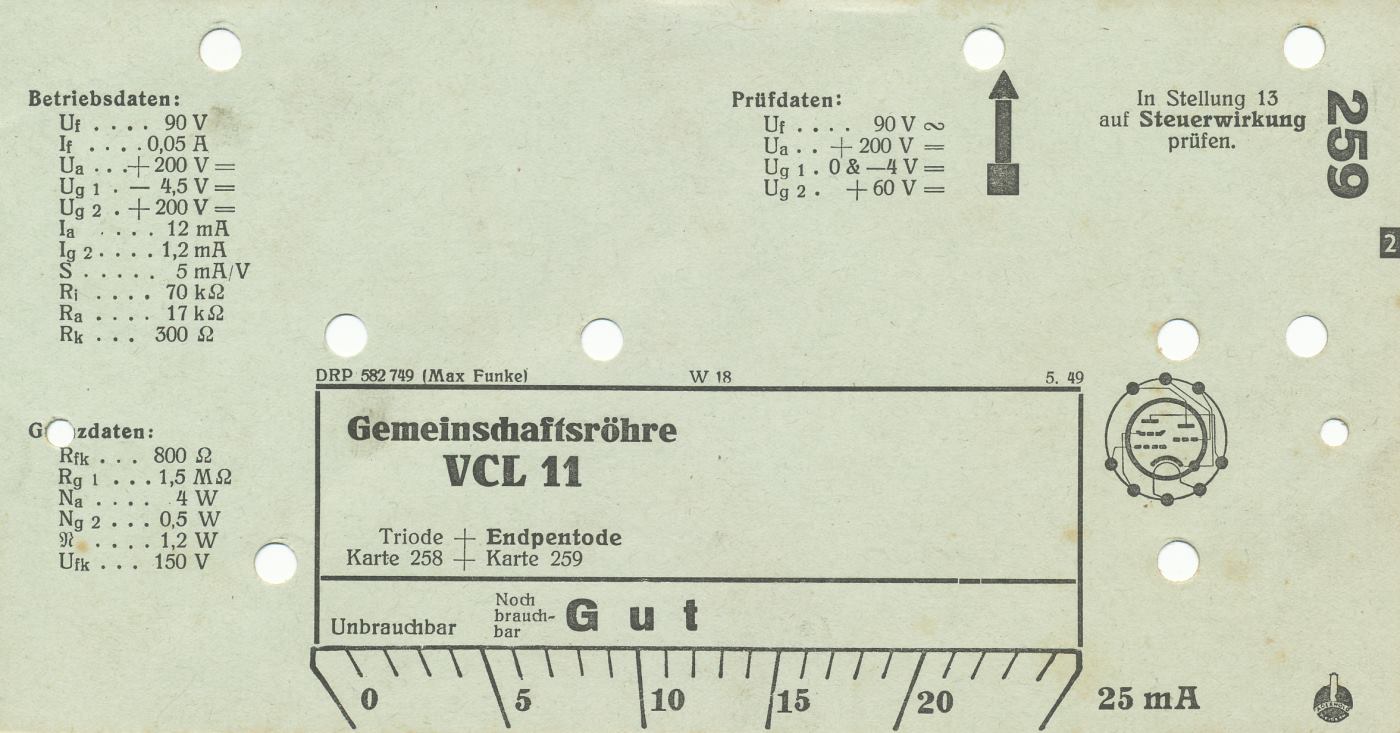 Betriebsdaten:
Uf .... 90 V
If .... 0,05 A
Ua ... + 200 V =
Ug 1 . — 4,5 V =
Ug 2 . + 200 V =
Ia .... 12 mA
Ig 2 .... 1,2 mA
S ..... 5 mA/V
Ri .... 70 kΩ
Ra .... 17 kΩ
Rk ... 300 Ω
Prüfdaten:
Uf .... 90 V ∞
Ua .. + 200 V =
Ug 1 . 0 & —4 V =
Ug 2 . + 60 V =
In Stellung 13
auf Steuerwirkung
prüfen.
259
2
zdaten:
Rfk ... 800 Ω
Rg 1 ... 1,5 MΩ
Na .... 4 W
Ng 2 ... 0,5 W
𝔑 .... 1,2 W
Ufk ... 150 V
DRP 582 749 (Max Funke) W 18 5. 49
Gemeinschaftsröhre
VCL 11
Triode + Endpentode
Karte 258 + Karte 259
Unbrauchbar
Noch
brauch-
bar
Gut
0 5 10 15 20 25 mA